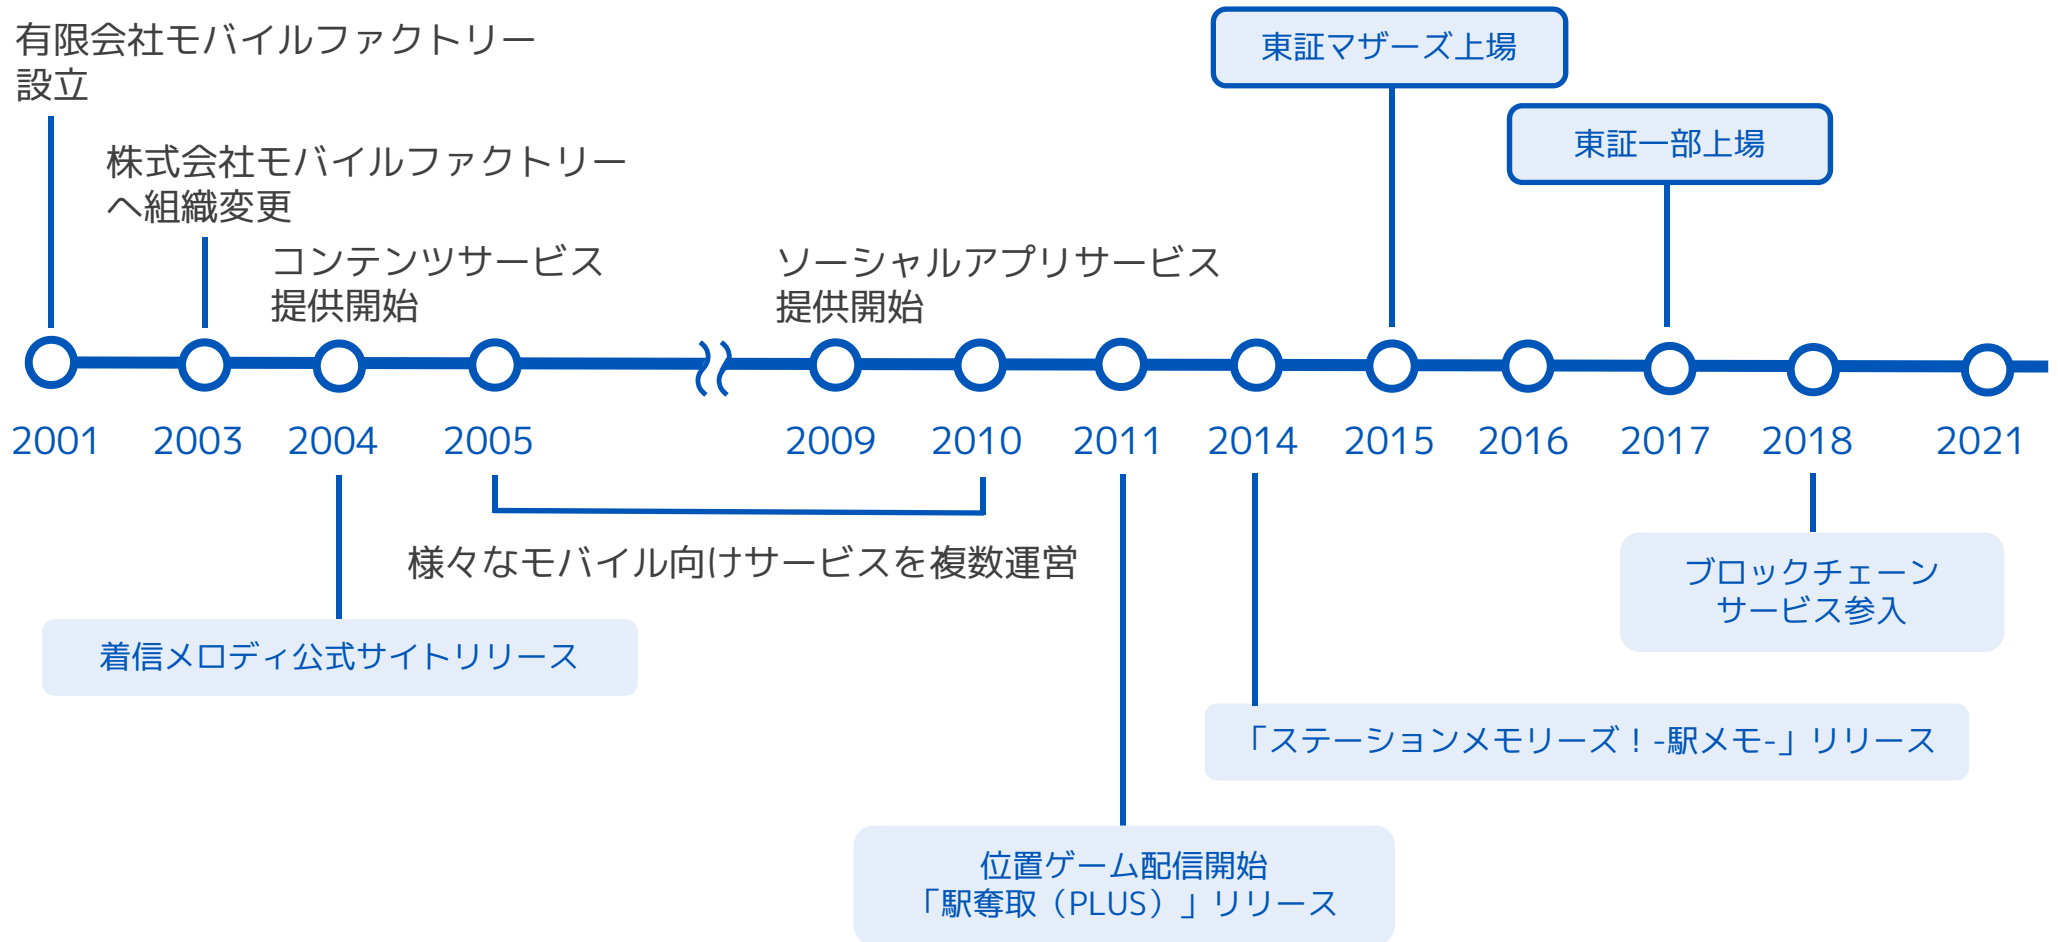 有限会社モバイルファクトリー
設立
株式会社モバイルファクトリー
へ組織変更
コンテンツサービス
提供開始
ソーシャルアプリサービス
提供開始
東証マザーズ上場
東証一部上場
2001
2003
2004
2005
2009
2010
2011
2014
2015
2016
2017
2018
2021
様々なモバイル向けサービスを複数運営
着信メロディ公式サイトリリース
ブロックチェーン
サービス参入
「ステーションメモリーズ！-駅メモ-」リリース
位置ゲーム配信開始
「駅奪取（PLUS）」リリース